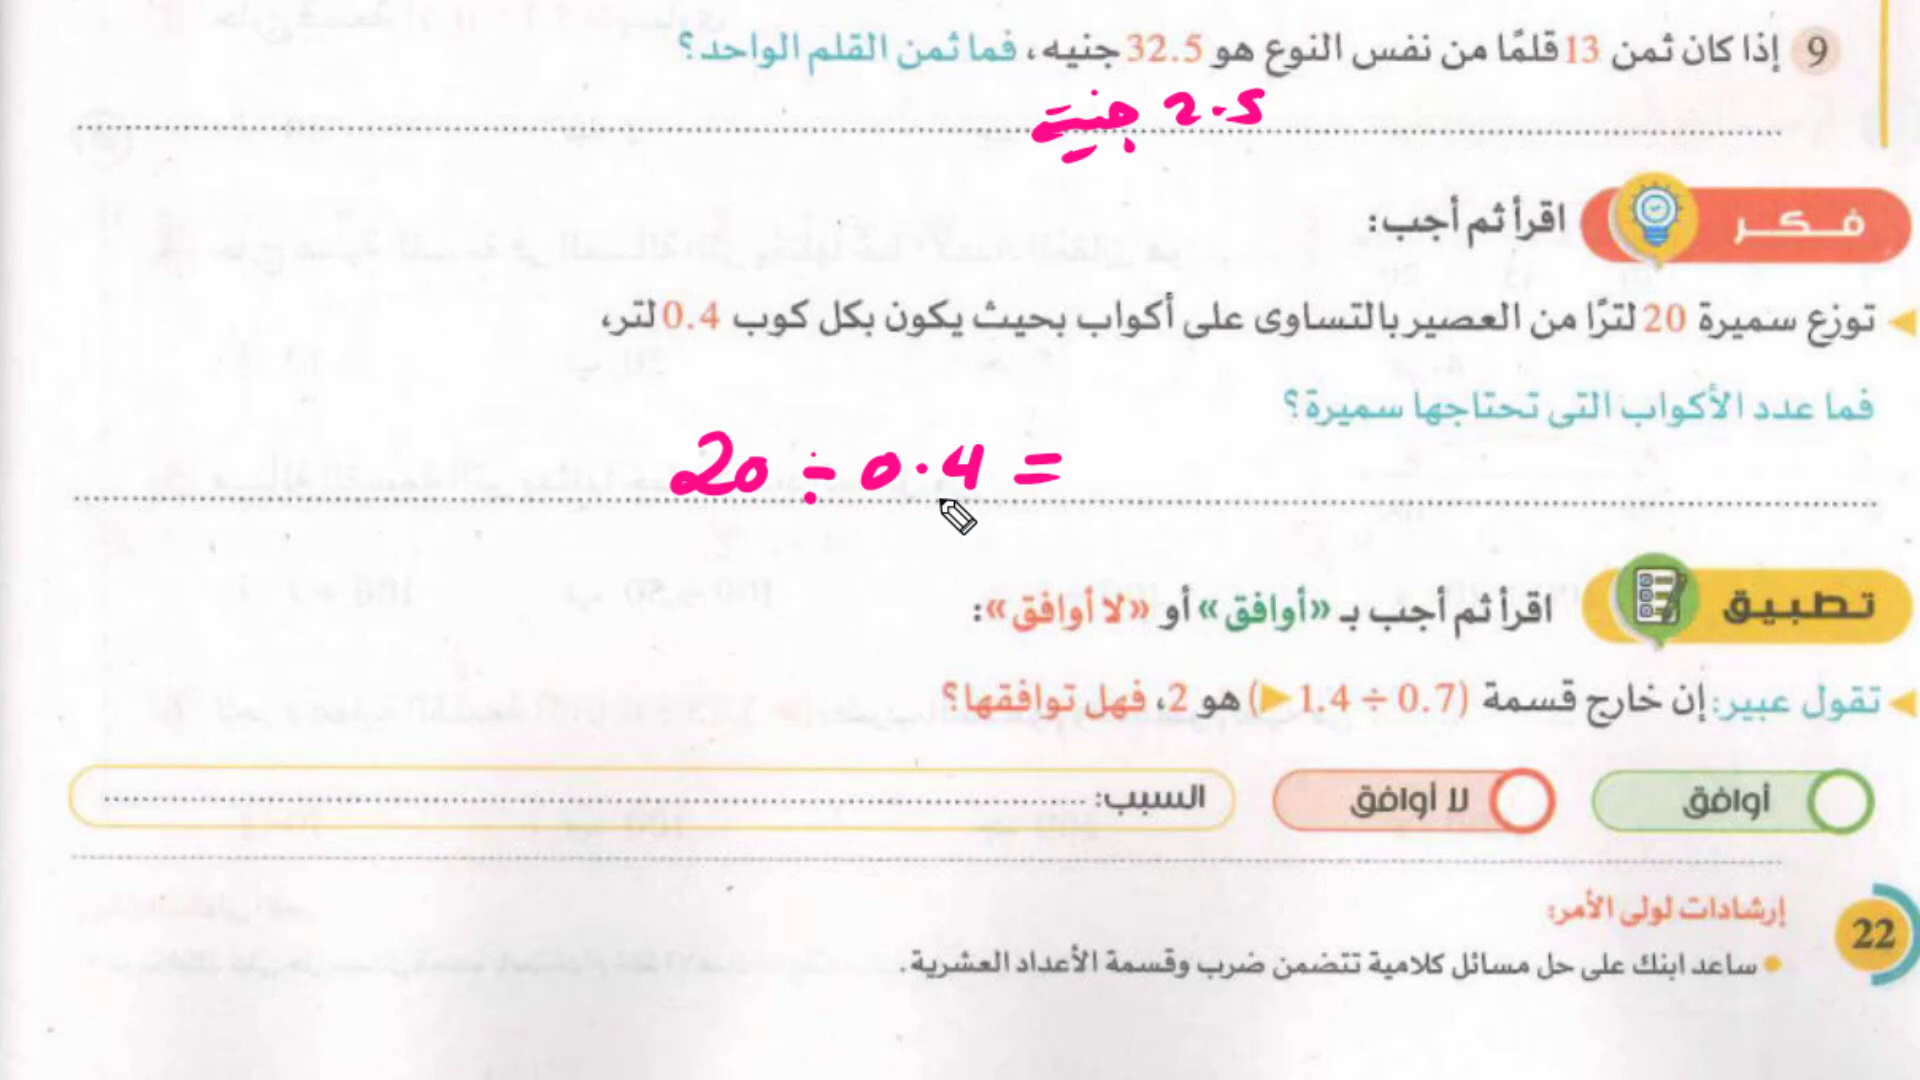 9 إذا كان ثمن 13 قلمًا من نفس النوع هو 32.5 جنيه، فما ثمن القلم الواحد؟
2.5 جنيه
فكر اقرأ ثم أجب:
توزع سميرة 20 لترًا من العصير بالتساوى على أكواب بحيث يكون بكل كوب 0.4 لتر،
فما عدد الأكواب التى تحتاجها سميرة؟
20 ÷ 0.4 =
تطبيق اقرأ ثم أجب بـ «أوافق» أو «لا أوافق»:
تقول عبير: إن خارج قسمة (1.4 ÷ 0.7) هو 2، فهل توافقها؟
أوافق لا أوافق السبب:
إرشادات لولى الأمر:
22
• ساعد ابنك على حل مسائل كلامية تتضمن ضرب وقسمة الأعداد العشرية.